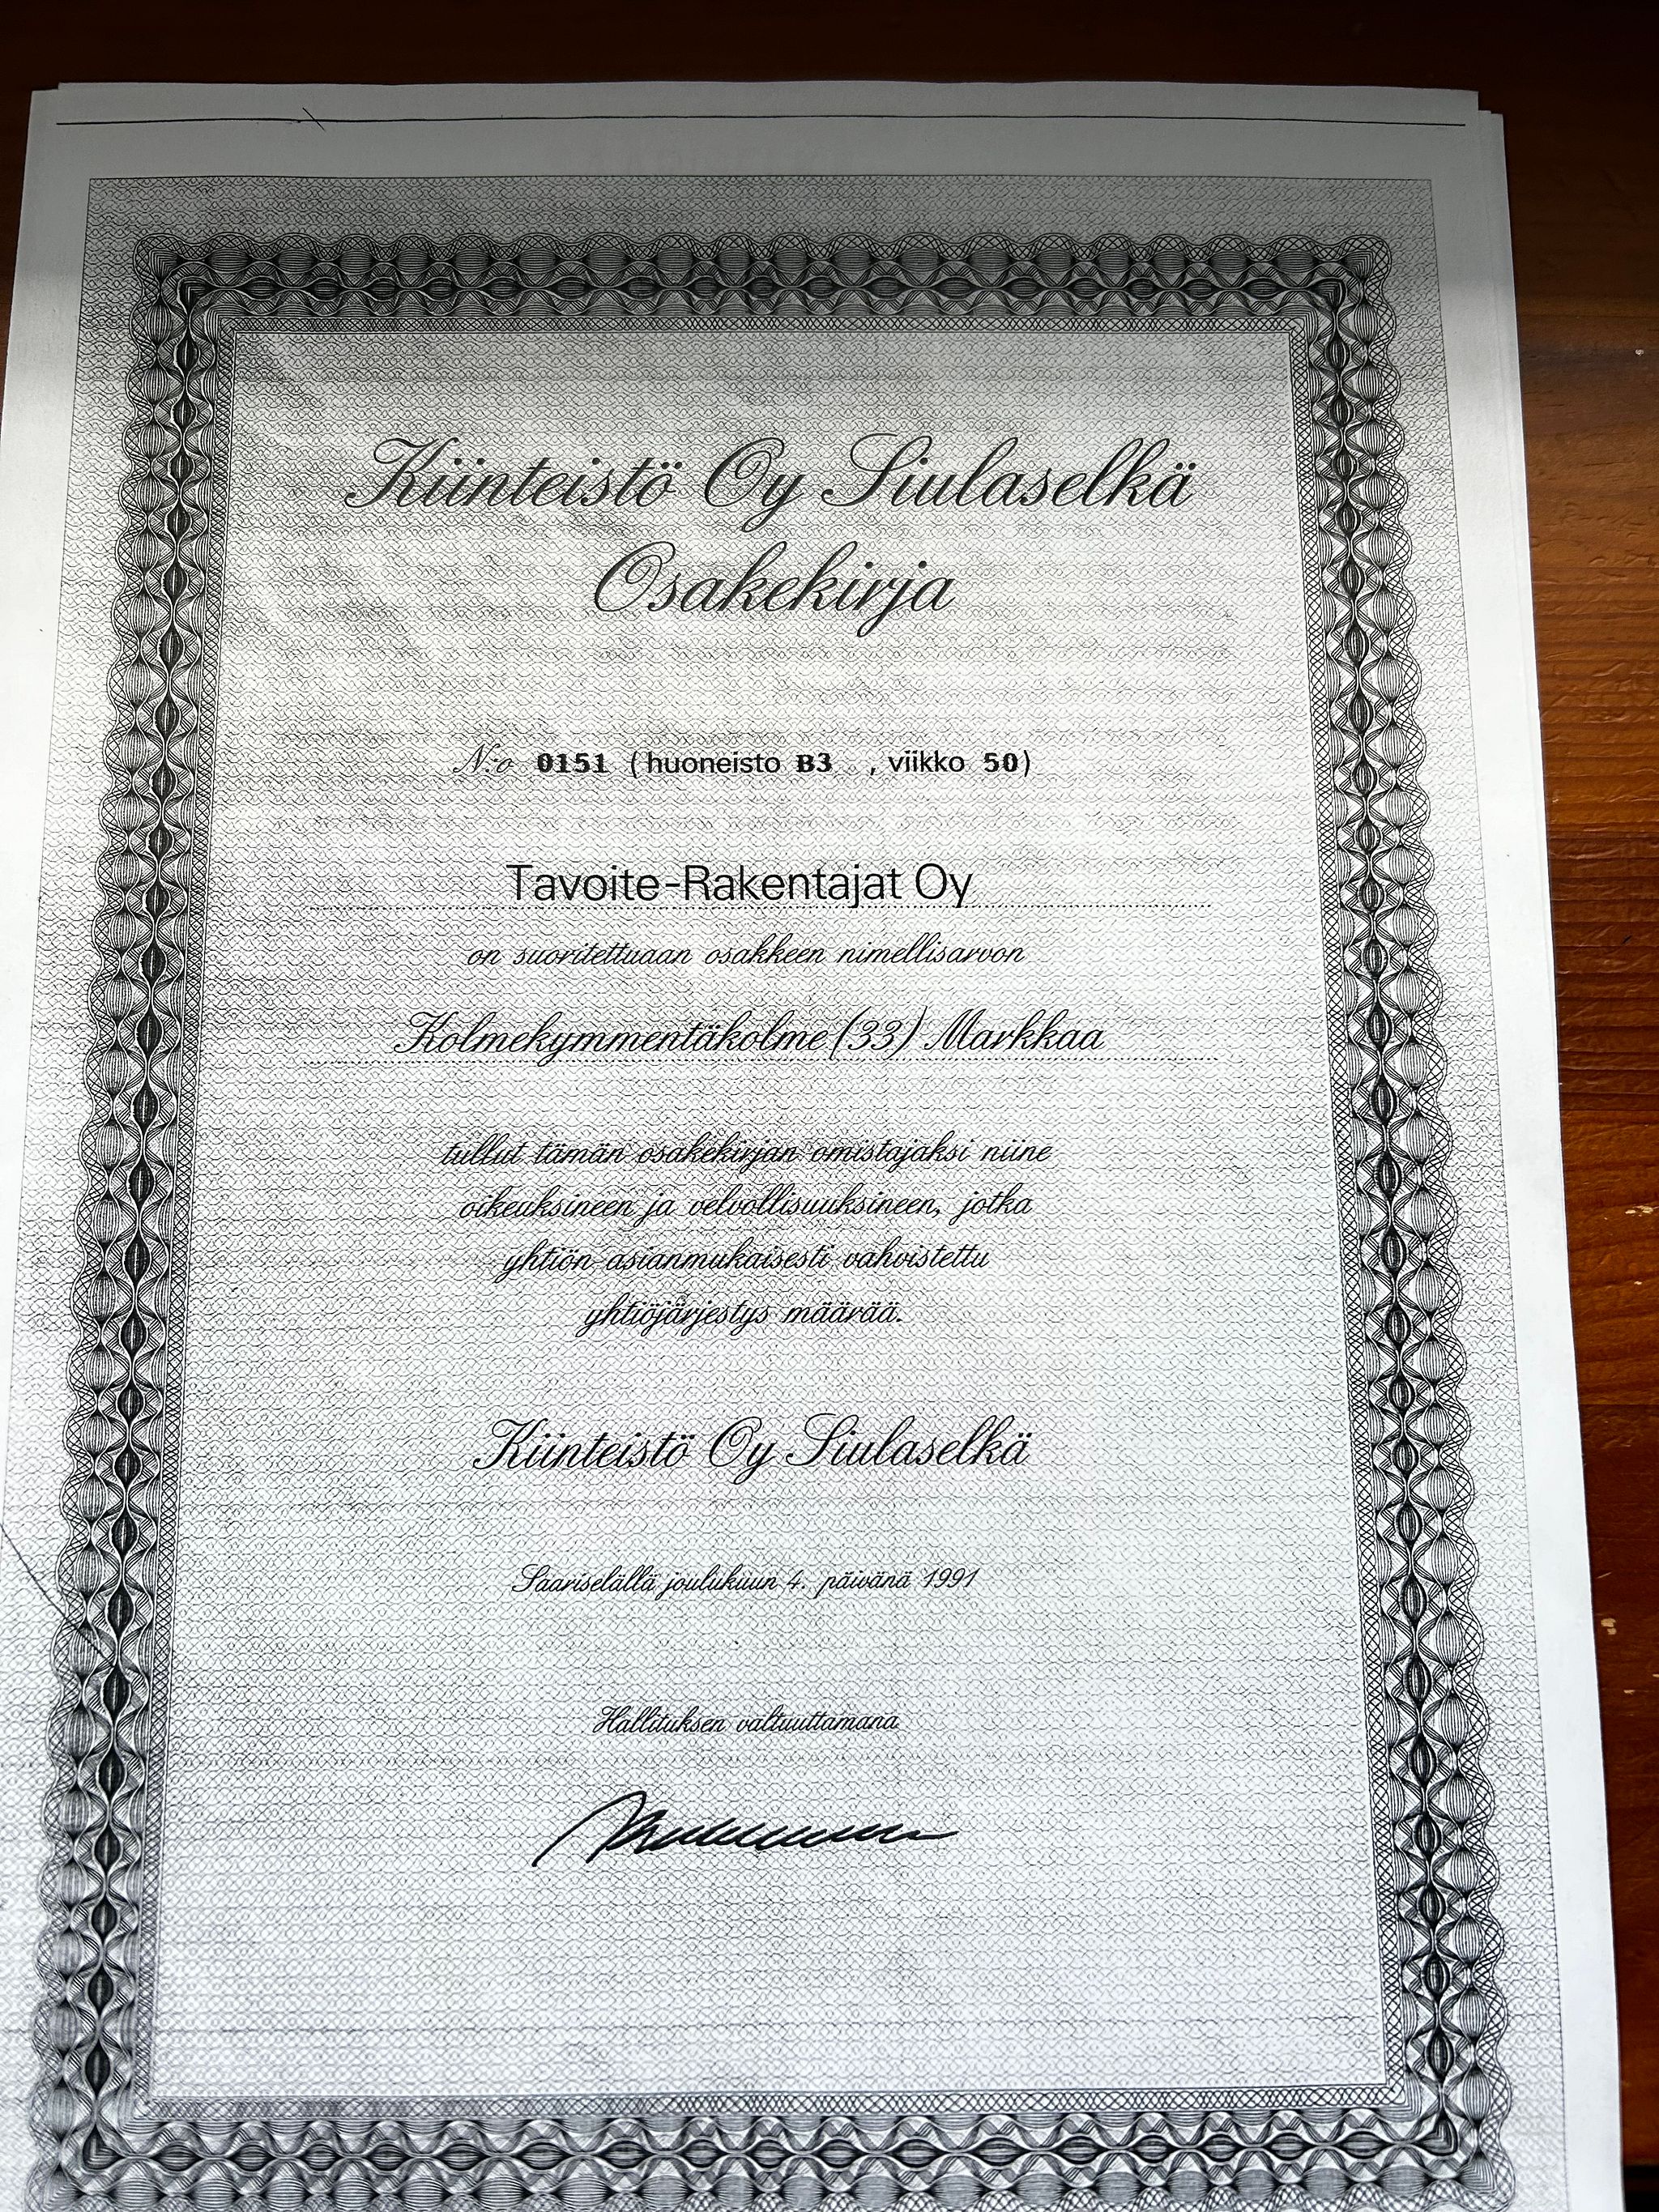 Kiinteistö Oy Siulaselkä
Osakekirja
N:o 0151 (huoneisto B3 , viikko 50)
Tavoite-Rakentajat Oy
on suoritettuaan osakkeen nimellisarvon
Kolmekymmentäkolme (33) Markkaa
tullut tämän osakekirjan omistajaksi niine
oikeuksineen ja velvollisuuksineen, jotka
yhtiön asianmukaisesti vahvistettu
yhtiöjärjestys määrää.
Kiinteistö Oy Siulaselkä
Saariselällä joulukuun 4. päivänä 1991
Hallituksen valtuuttamana